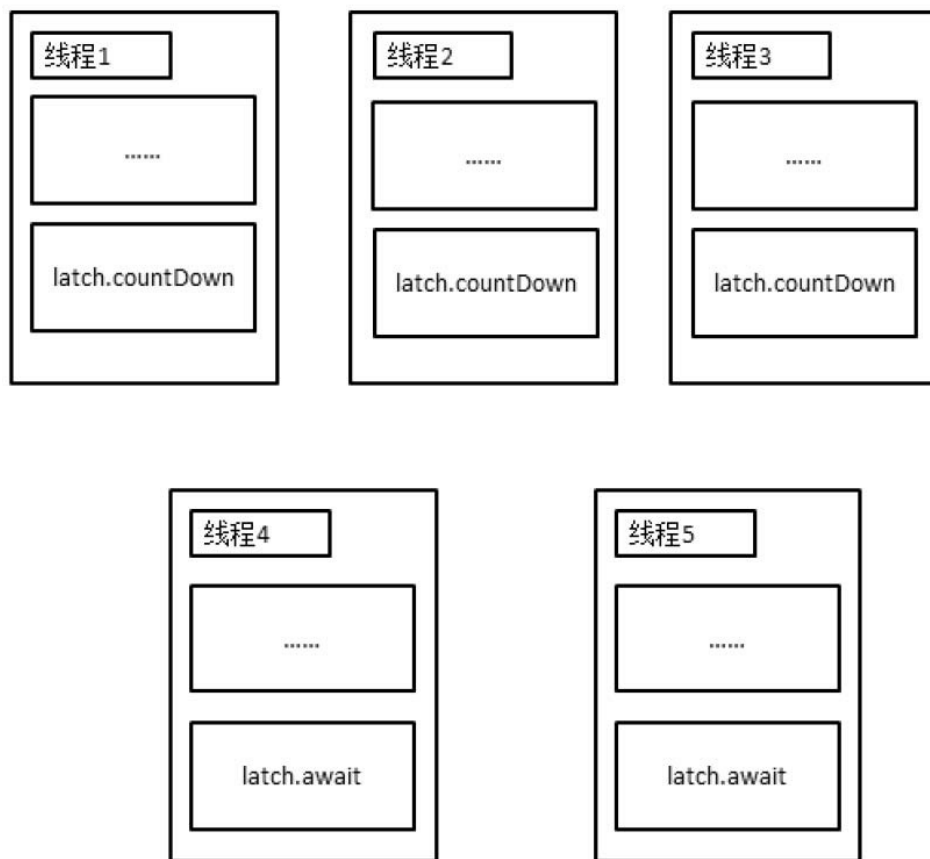 线程1
线程2
线程3
......
......
......
latch.countDown
latch.countDown
latch.countDown
线程4
线程5
......
......
latch.await
latch.await